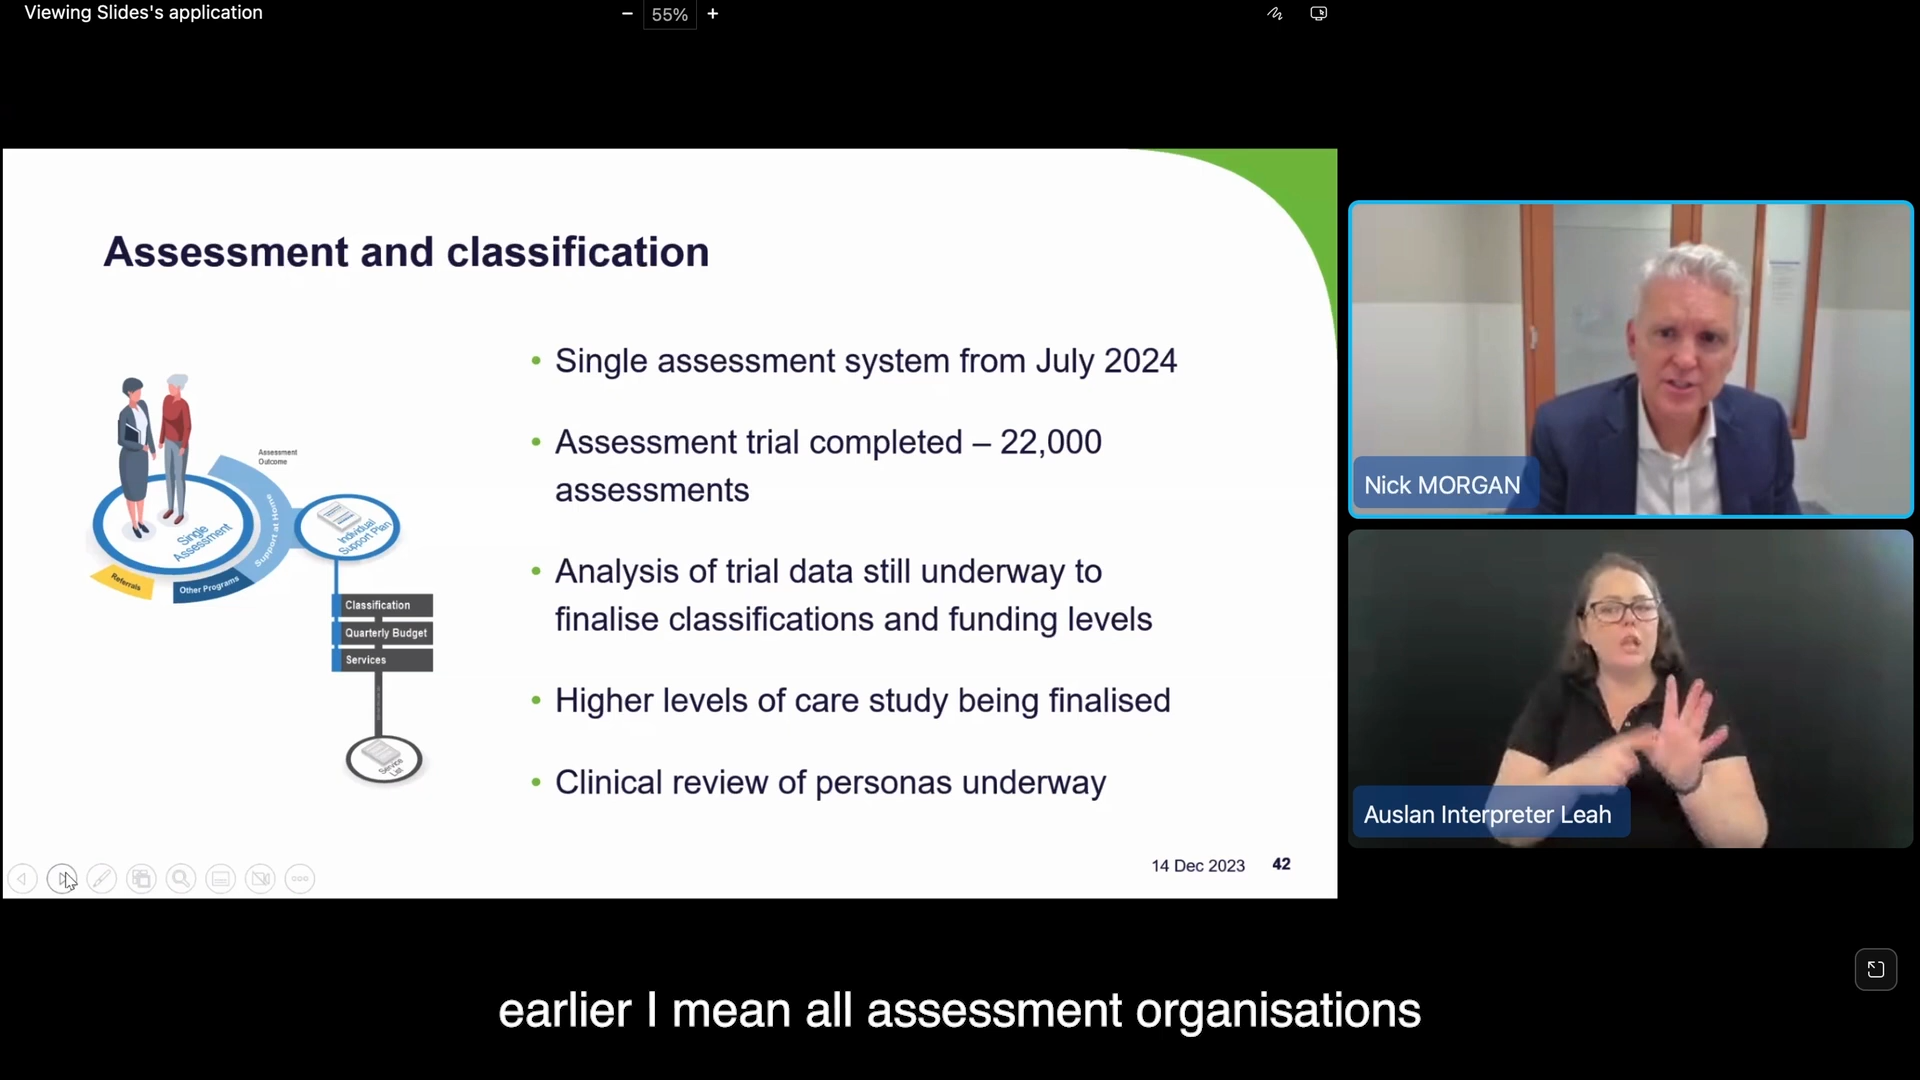 Viewing Slides's application
55%
Assessment and classification
• Single assessment system from July 2024
• Assessment trial completed – 22,000
assessments
• Analysis of trial data still underway to
finalise classifications and funding levels
• Higher levels of care study being finalised
• Clinical review of personas underway
Assessment
Outcome
Single
Assessment
Support at Home
Individual
Support Plan
Referrals
Other Programs
Classification
Quarterly Budget
Services
Service
List
14 Dec 2023 42
Nick MORGAN
Auslan Interpreter Leah
earlier I mean all assessment organisations